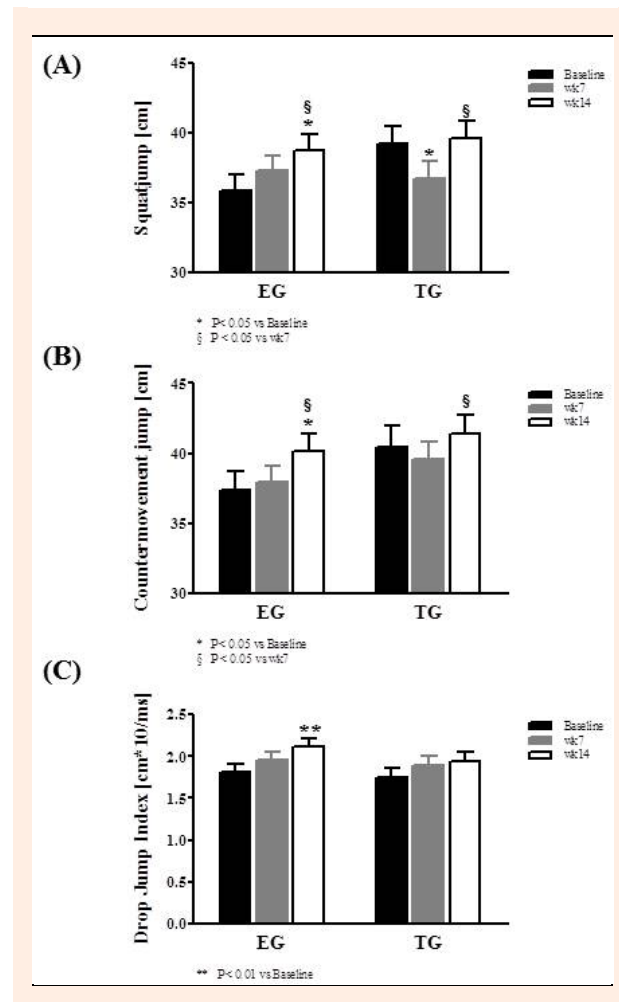 (A)
Squatjump [cm]
45
40
35
30
§
*
*
§
Baseline
wk7
wk14
EG
TG
* P< 0.05 vs Baseline
§ P < 0.05 vs wk7
(B)
Countermovement jump [cm]
45
40
35
30
§
*
§
Baseline
wk7
wk14
EG
TG
* P< 0.05 vs Baseline
§ P < 0.05 vs wk7
(C)
Drop Jump Index [cm*10/ms]
2.5
2.0
1.5
1.0
0.5
0.0
**
Baseline
wk7
wk14
EG
TG
** P< 0.01 vs Baseline